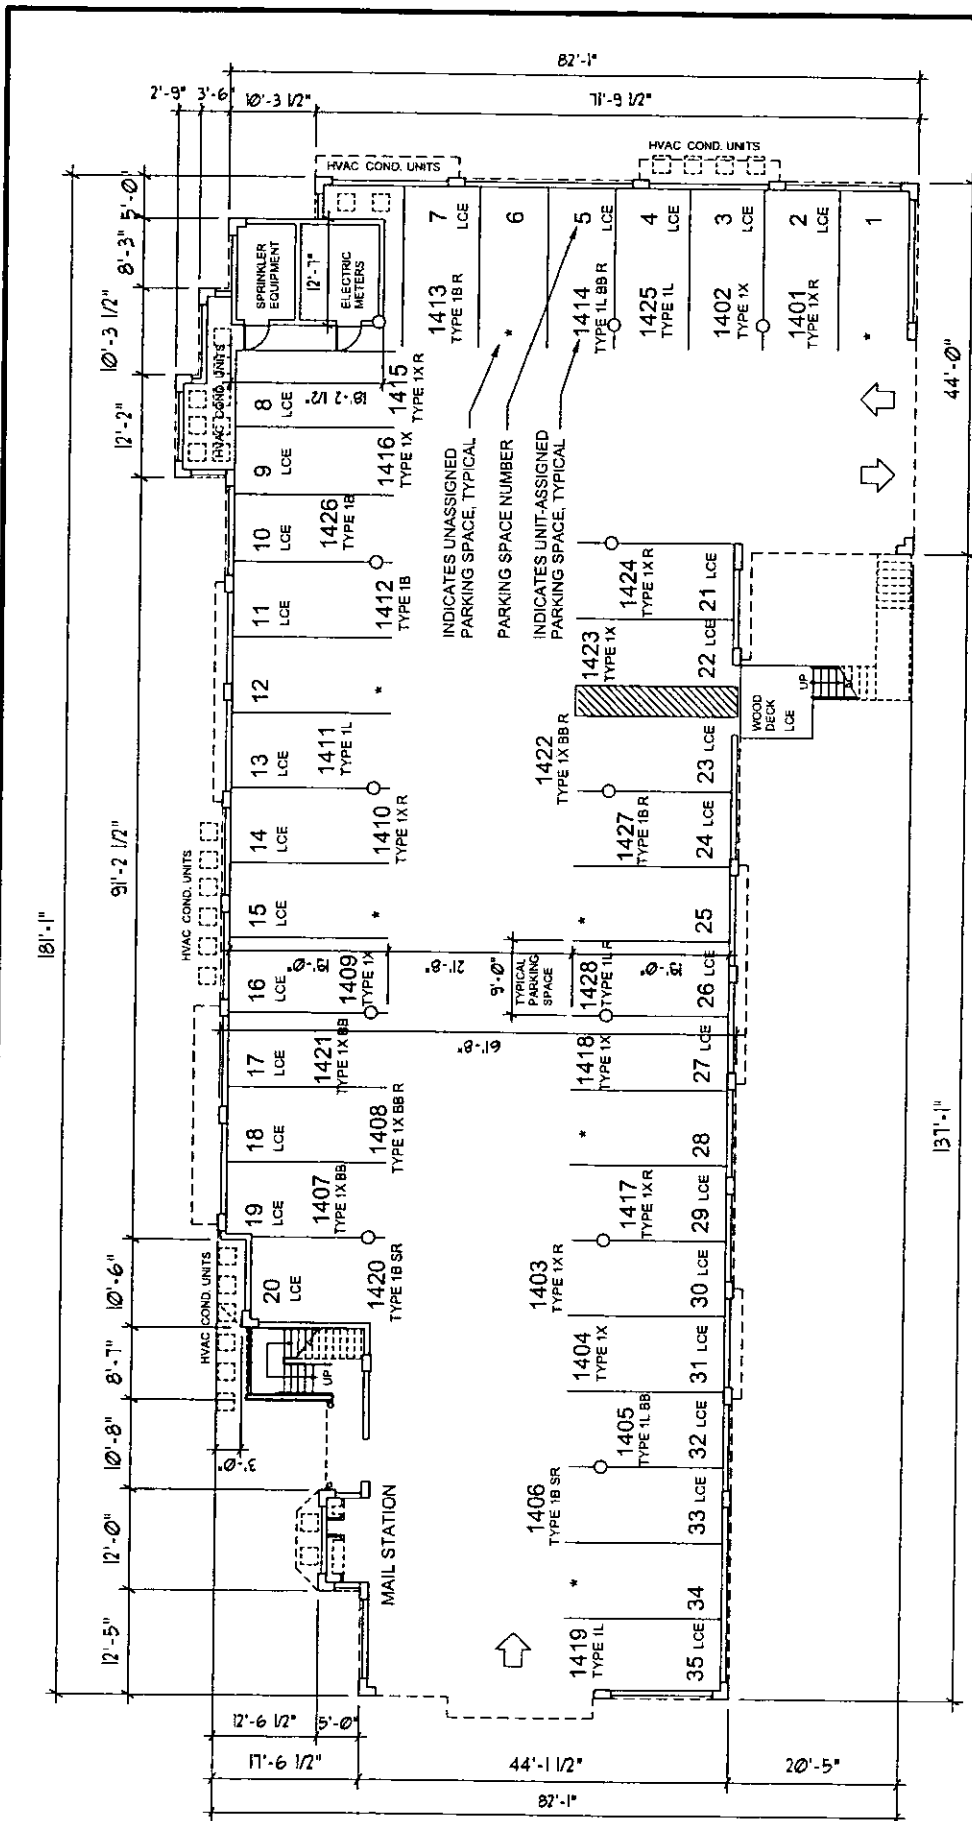 181'-1"
12'-5"
12'-0"
10'-8"
8'-7"
10'-6"
91'-2 1/2"
12'-2"
10'-3 1/2"
8'-3"
5'-0"
2'-9"
3'-6"
10'-3 1/2"
71'-9 1/2"
82'-1"
17'-6 1/2"
12'-6 1/2"
5'-0"
44'-1 1/2"
20'-5"
82'-1"
3'-0"
HVAC COND. UNITS
HVAC COND. UNITS
HVAC COND. UNITS
HVAC COND. UNITS
HVAC COND. UNITS
SPRINKLER
EQUIPMENT
ELECTRIC
METERS
12'-7"
18'-2 1/2"
MAIL STATION
UP
20
LCE
1420
TYPE 1B SR
19
LCE
1407
TYPE 1X BB
18
LCE
1408
TYPE 1X BB R
17
LCE
1421
TYPE 1X BB
16
LCE
1409
TYPE 1X
15
LCE
*
14
LCE
1410
TYPE 1X R
13
LCE
1411
TYPE 1L
12
*
11
LCE
1412
TYPE 1B
10
LCE
1426
TYPE 1B
9
LCE
1416
TYPE 1X
8
LCE
1415
TYPE 1X R
7
LCE
1413
TYPE 1B R
6
*
5
LCE
1414
TYPE 1L BB R
4
LCE
1425
TYPE 1L
3
LCE
1402
TYPE 1X
2
LCE
1401
TYPE 1X R
1
*
INDICATES UNASSIGNED
PARKING SPACE, TYPICAL
PARKING SPACE NUMBER
INDICATES UNIT-ASSIGNED
PARKING SPACE, TYPICAL
18'-0"
21'-8"
18'-0"
61'-8"
9'-0"
TYPICAL
PARKING
SPACE
1419
TYPE 1L
35 LCE
*
34
1406
TYPE 1B SR
33 LCE
1405
TYPE 1L BB
32 LCE
1404
TYPE 1X
31 LCE
1403
TYPE 1X R
30 LCE
1417
TYPE 1X R
29 LCE
*
28
1418
TYPE 1X
27 LCE
1428
TYPE 1L R
26 LCE
*
25
1427
TYPE 1B R
24 LCE
1422
TYPE 1X BB R
23 LCE
1423
TYPE 1X
22 LCE
1424
TYPE 1X R
21 LCE
WOOD
DECK
LCE
UP
137'-1"
44'-0"